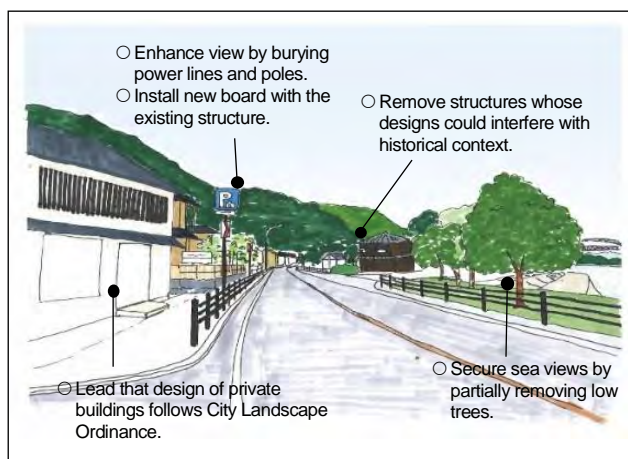 ○ Enhance view by burying
power lines and poles.
○ Install new board with the
existing structure.
○ Remove structures whose
designs could interfere with
historical context.
P
○ Lead that design of private
buildings follows City Landscape
Ordinance.
○ Secure sea views by
partially removing low
trees.